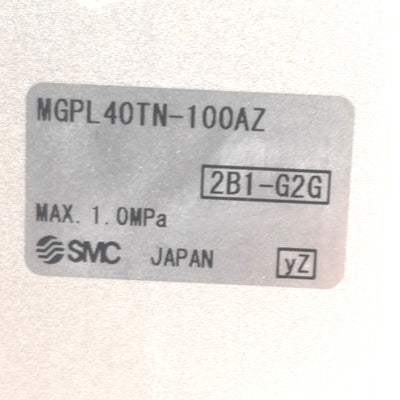 MGPL40TN-100AZ
2B1-G2G
MAX. 1.0MPa
SMC JAPAN yZ